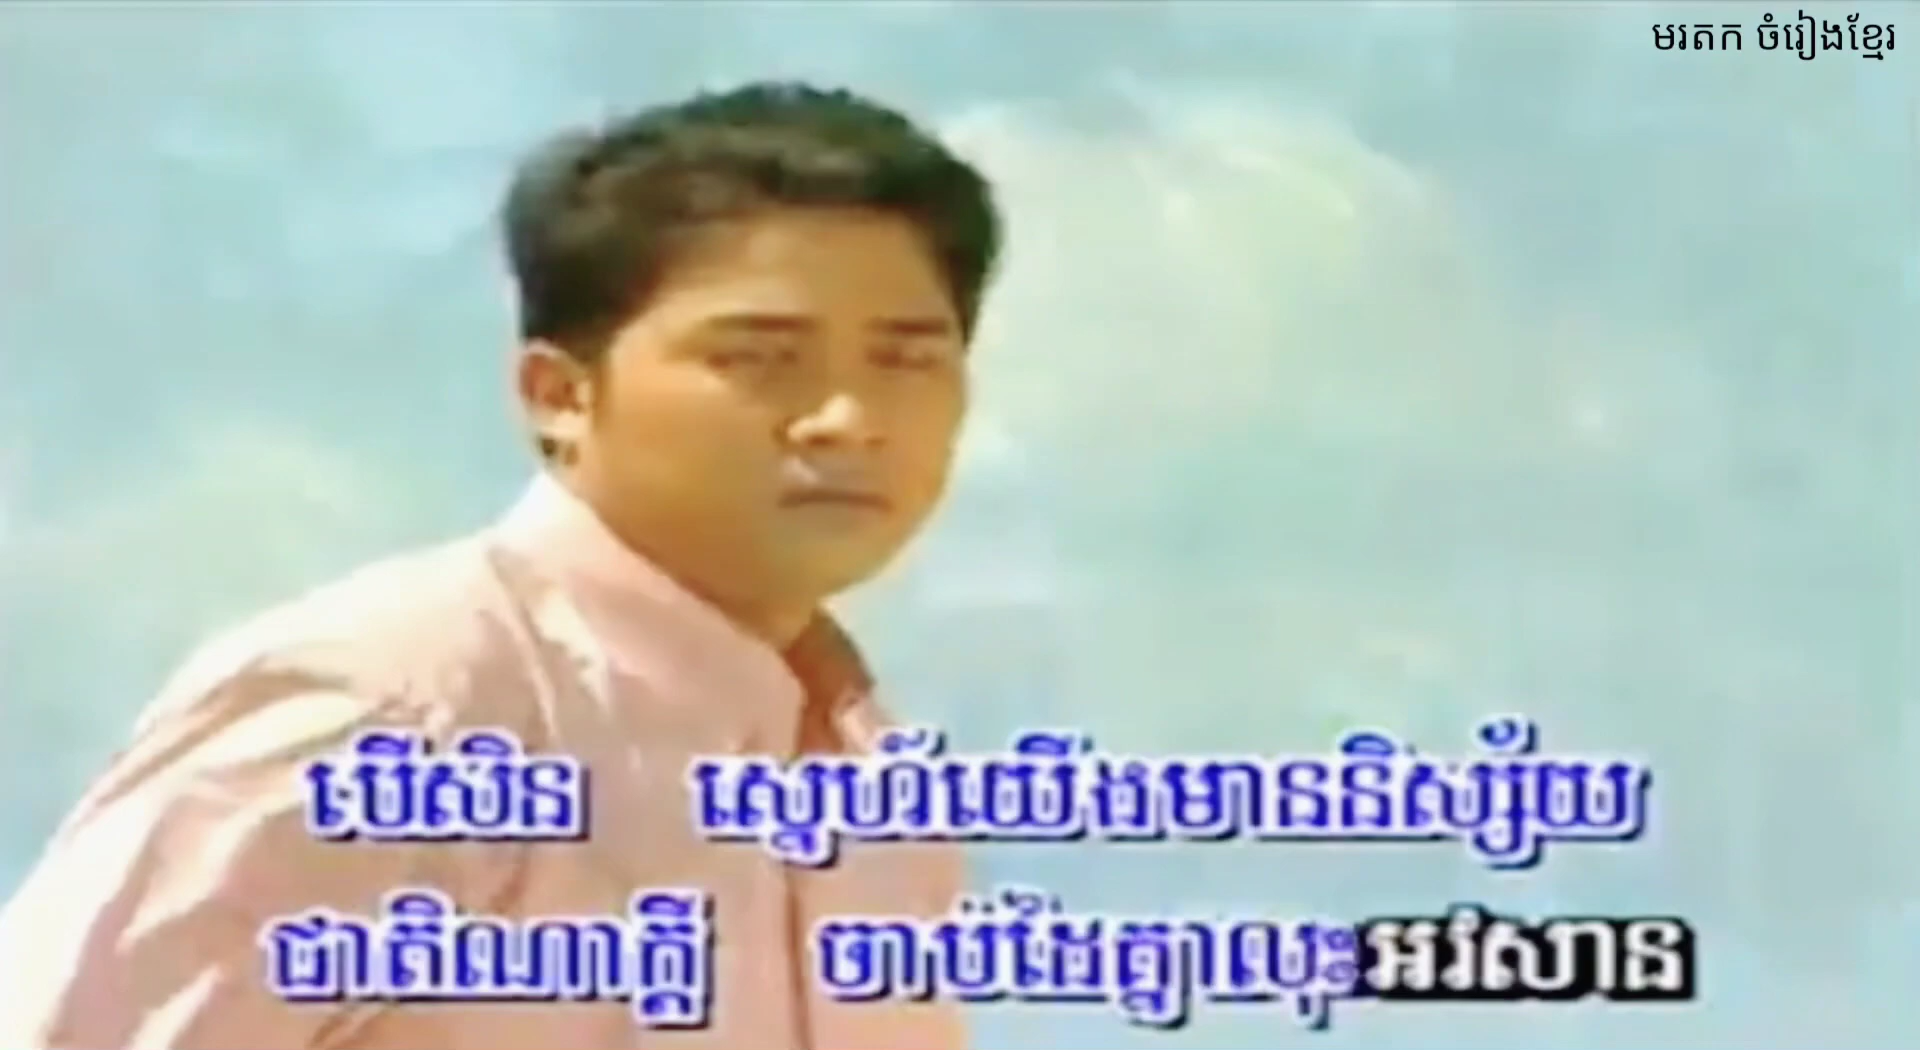 មរតក ចំរៀងខ្មែរ
បើសិន ស្នេហ៍យើងមាននិស្ស័យ
ជាតិណាក្តី ចាប់ដៃគ្នាលុះអវសាន